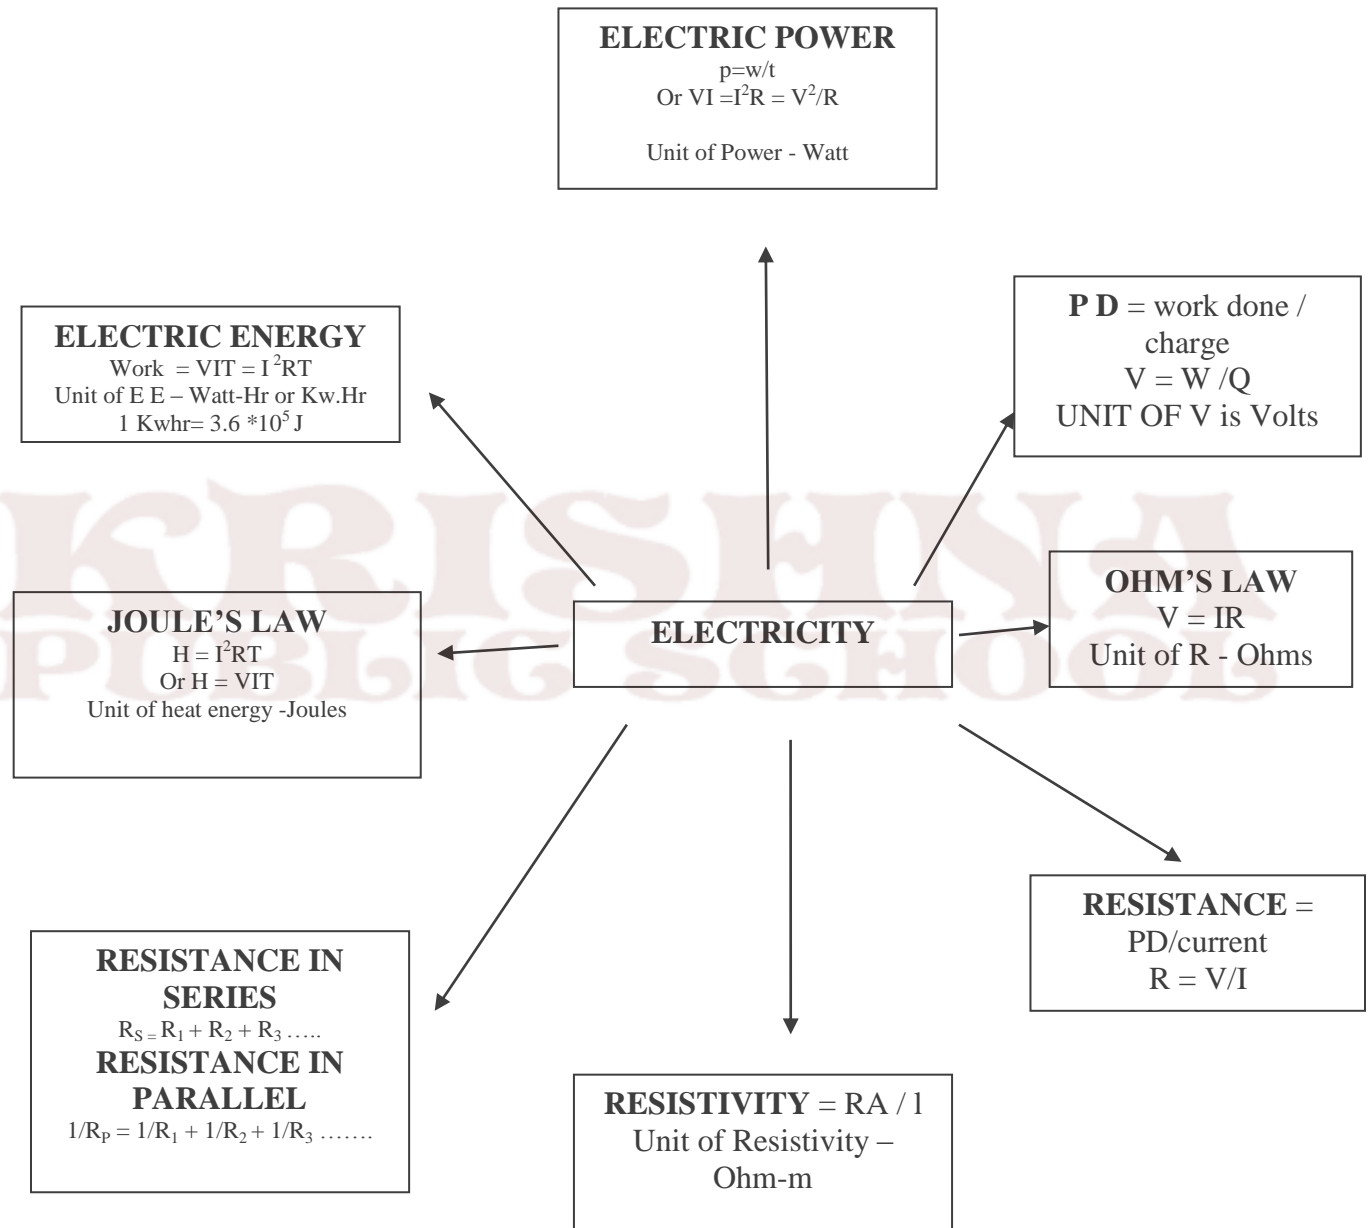 ELECTRIC POWER
p=w/t
Or VI =I²R = V²/R
Unit of Power - Watt
P D = work done /
charge
V = W /Q
UNIT OF V is Volts
ELECTRIC ENERGY
Work = VIT = I ²RT
Unit of E E – Watt-Hr or Kw.Hr
1 Kwhr= 3.6 *10⁵ J
OHM’S LAW
V = IR
Unit of R - Ohms
JOULE’S LAW
H = I²RT
Or H = VIT
Unit of heat energy -Joules
ELECTRICITY
KRISHNA
PUBLIC SCHOOL
RESISTANCE =
PD/current
R = V/I
RESISTANCE IN
SERIES
R_S = R₁ + R₂ + R₃ …..
RESISTANCE IN
PARALLEL
1/R_P = 1/R₁ + 1/R₂ + 1/R₃ …….
RESISTIVITY = RA / l
Unit of Resistivity –
Ohm-m